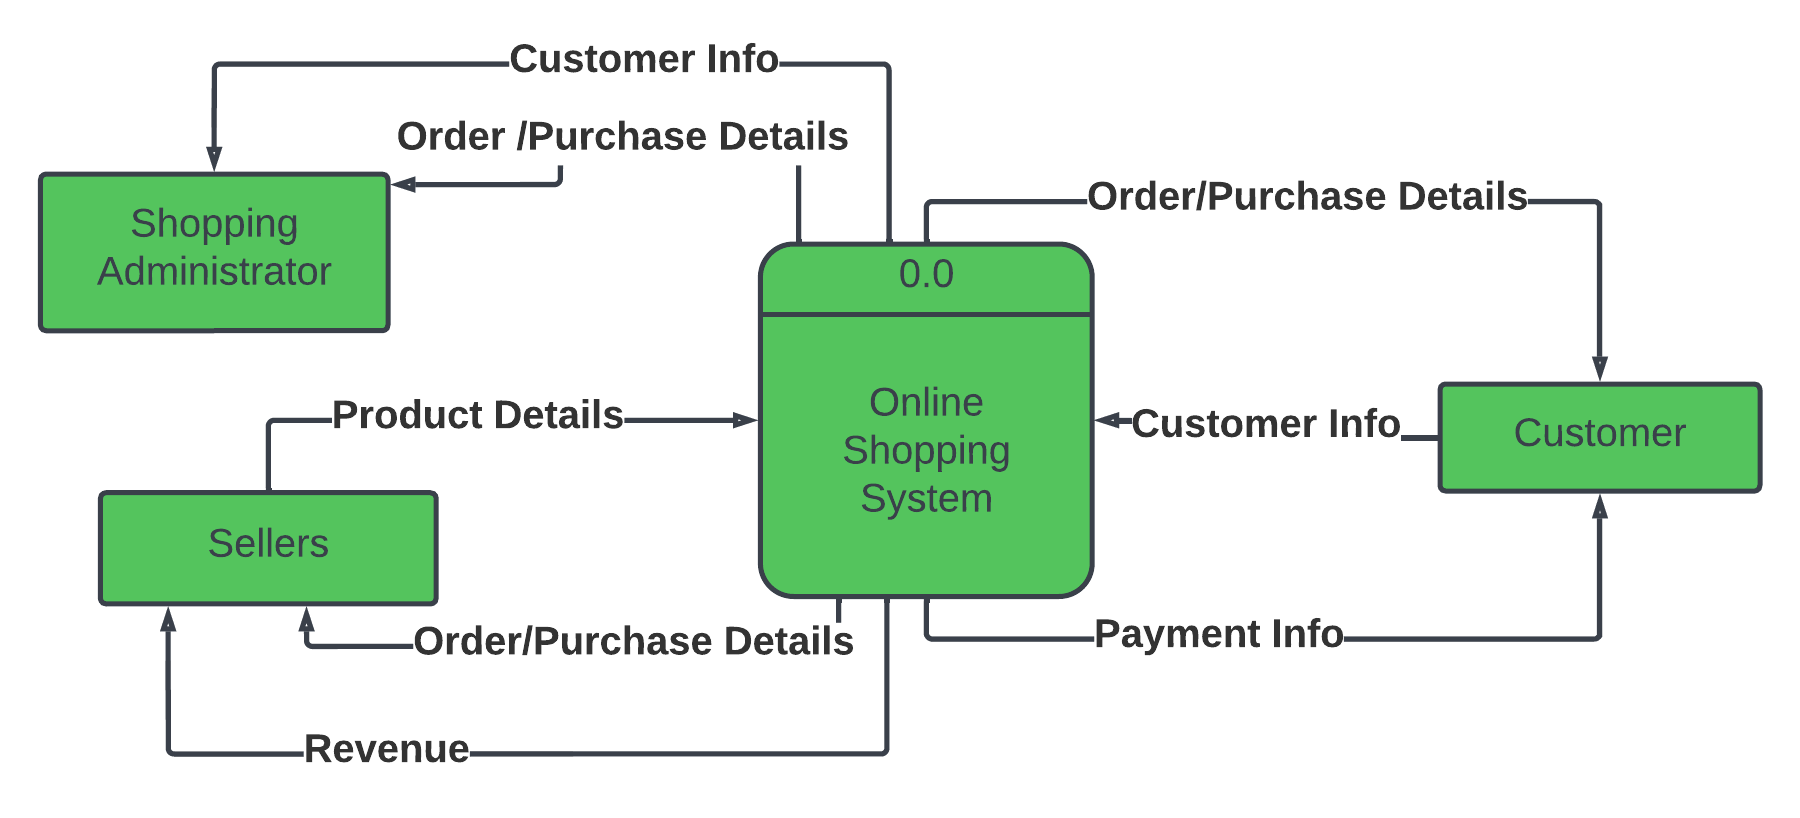 Customer Info
Order /Purchase Details
Order/Purchase Details
Shopping
Administrator
0.0
Online
Shopping
System
Product Details
Customer Info
Customer
Sellers
Order/Purchase Details
Payment Info
Revenue